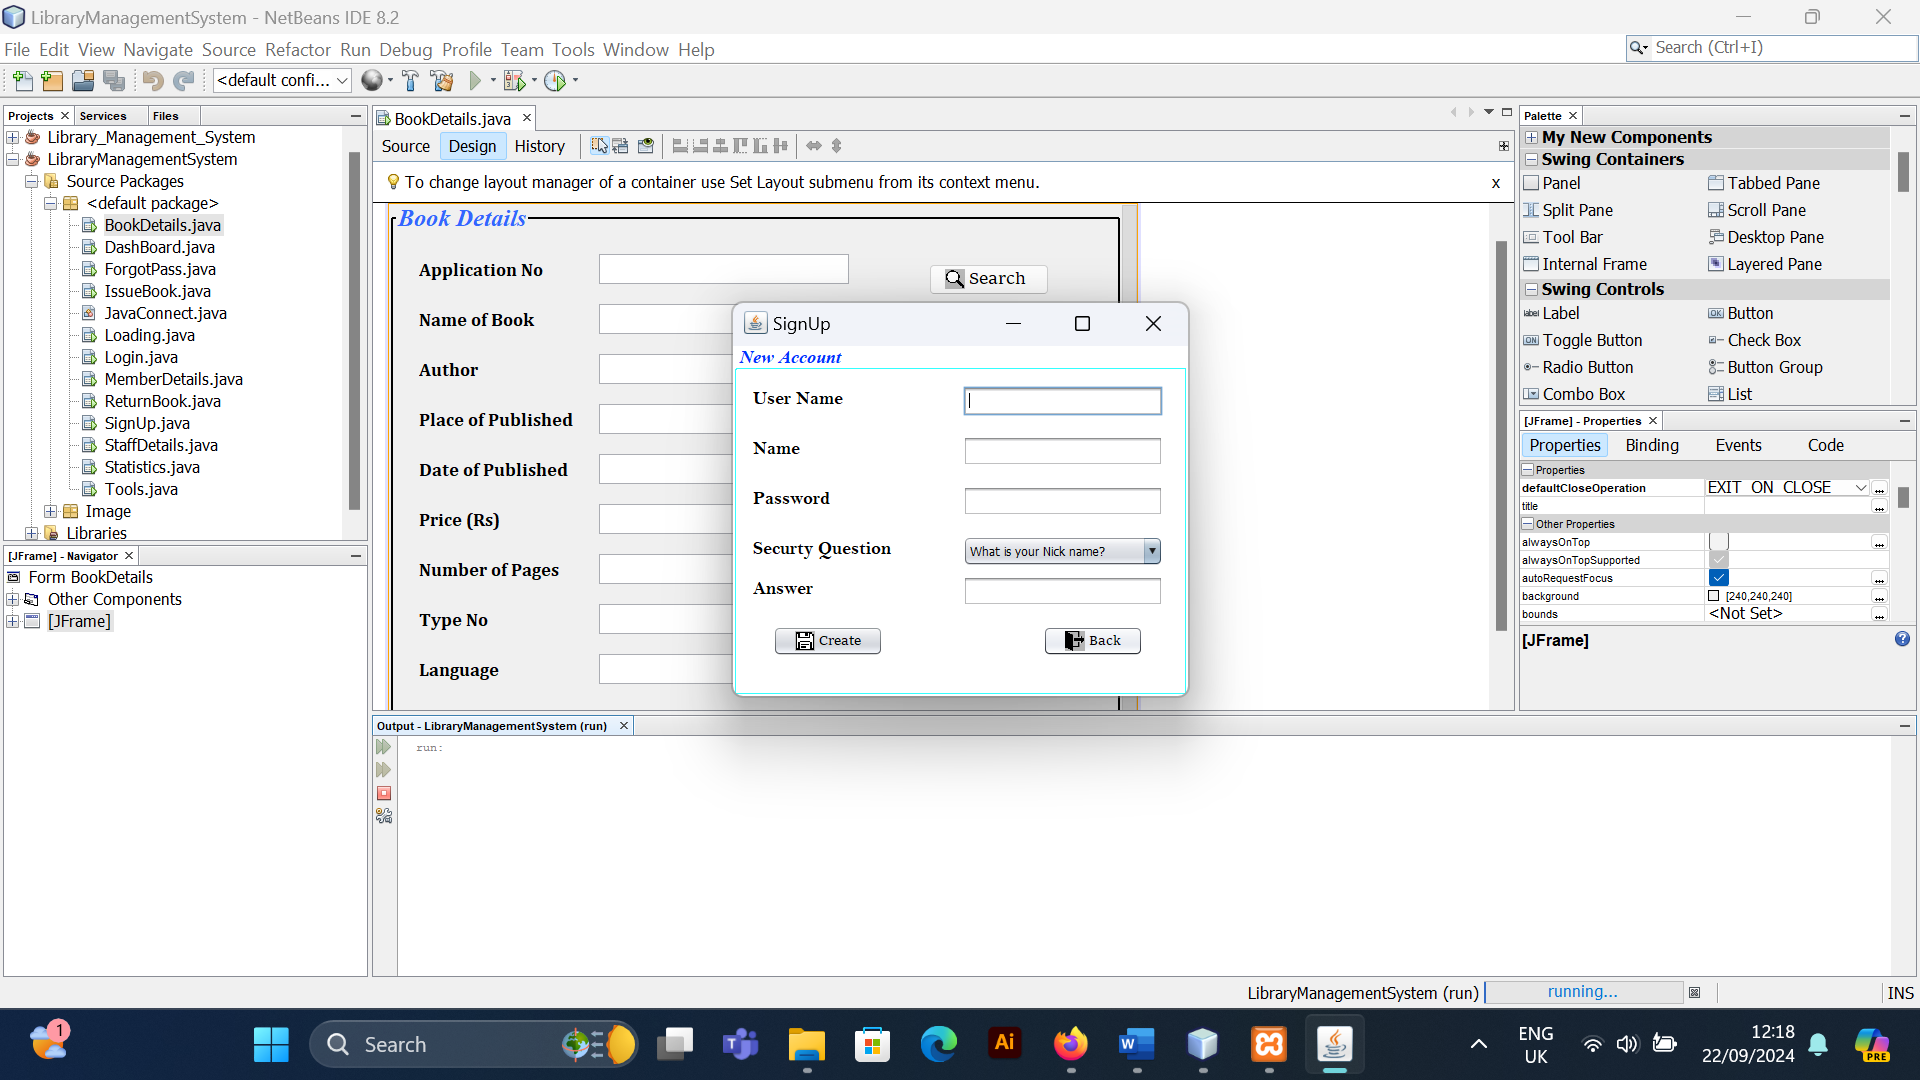 LibraryManagementSystem - NetBeans IDE 8.2
File Edit View Navigate Source Refactor Run Debug Profile Team Tools Window Help
Search (Ctrl+I)
<default confi...
Projects
Services
Files
Library_Management_System
LibraryManagementSystem
Source Packages
<default package>
BookDetails.java
DashBoard.java
ForgotPass.java
IssueBook.java
JavaConnect.java
Loading.java
Login.java
MemberDetails.java
ReturnBook.java
SignUp.java
StaffDetails.java
Statistics.java
Tools.java
Image
Libraries
[JFrame] - Navigator
Form BookDetails
Other Components
[JFrame]
BookDetails.java
Source Design History
To change layout manager of a container use Set Layout submenu from its context menu.
x
Book Details
Application No
Search
Name of Book
Author
Place of Published
Date of Published
Price (Rs)
Number of Pages
Type No
Language
SignUp
New Account
User Name
Name
Password
Securty Question
What is your Nick name?
Answer
Create
Back
Output - LibraryManagementSystem (run)
run:
Palette
My New Components
Swing Containers
Panel
Tabbed Pane
Split Pane
Scroll Pane
Tool Bar
Desktop Pane
Internal Frame
Layered Pane
Swing Controls
label Label
OK Button
ON Toggle Button
Check Box
Radio Button
Button Group
Combo Box
List
[JFrame] - Properties
Properties Binding Events Code
Properties
defaultCloseOperation EXIT_ON_CLOSE ...
title ...
Other Properties
alwaysOnTop ...
alwaysOnTopSupported
autoRequestFocus ...
background [240,240,240] ...
bounds <Not Set> ...
[JFrame]
LibraryManagementSystem (run)
running...
INS
1
Search
Ai
W
ENG
UK
12:18
22/09/2024
PRE